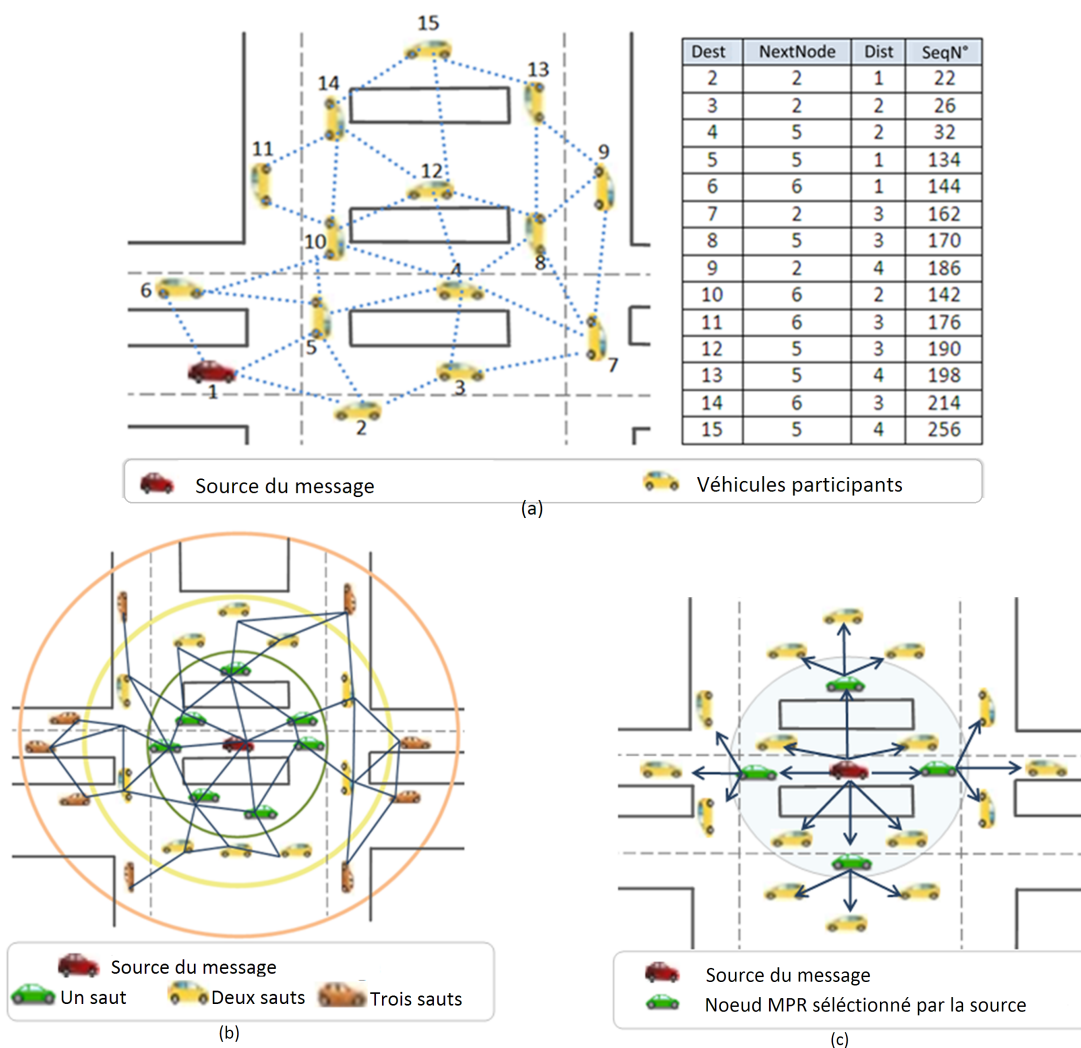 15
13
14
11
9
12
10
8
4
6
5
7
3
1
2
Dest NextNode Dist SeqN°
2 2 1 22
3 2 2 26
4 5 2 32
5 5 1 134
6 6 1 144
7 2 3 162
8 5 3 170
9 2 4 186
10 6 2 142
11 6 3 176
12 5 3 190
13 5 4 198
14 6 3 214
15 5 4 256
Source du message Véhicules participants
(a)
Source du message
Un saut Deux sauts Trois sauts
(b)
Source du message
Noeud MPR séléctionné par la source
(c)